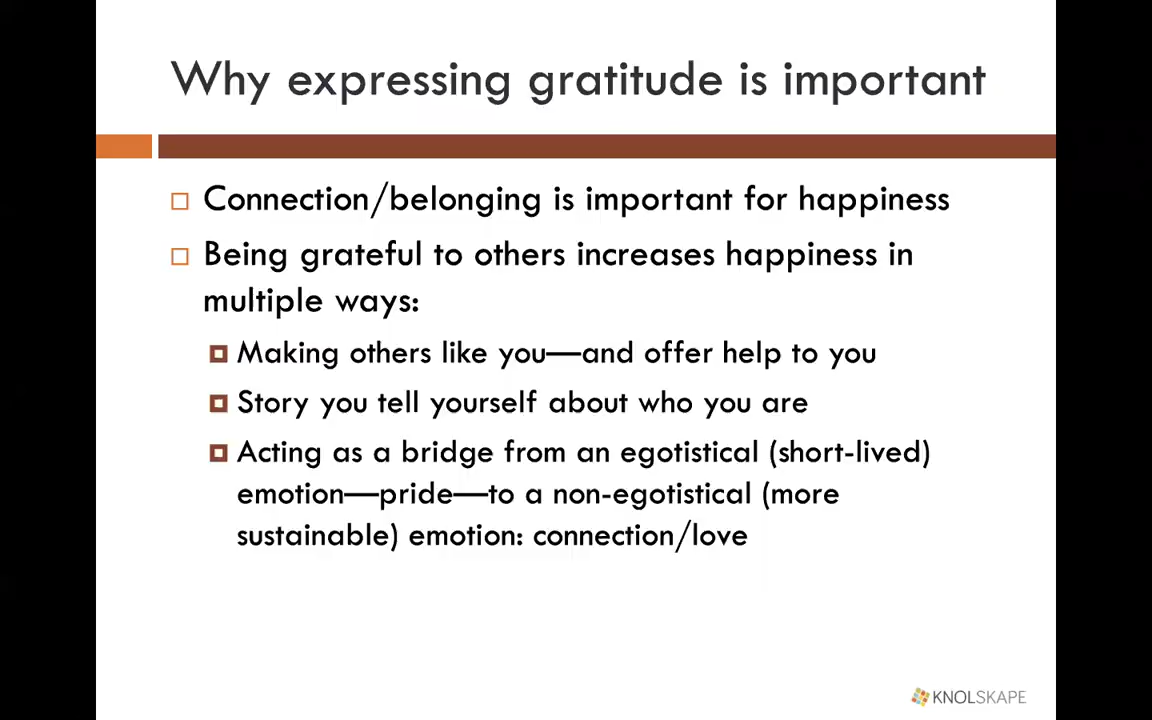 Why expressing gratitude is important
Connection/belonging is important for happiness
Being grateful to others increases happiness in
multiple ways:
Making others like you—and offer help to you
Story you tell yourself about who you are
Acting as a bridge from an egotistical (short-lived)
emotion—pride—to a non-egotistical (more
sustainable) emotion: connection/love
KNOLSKAPE